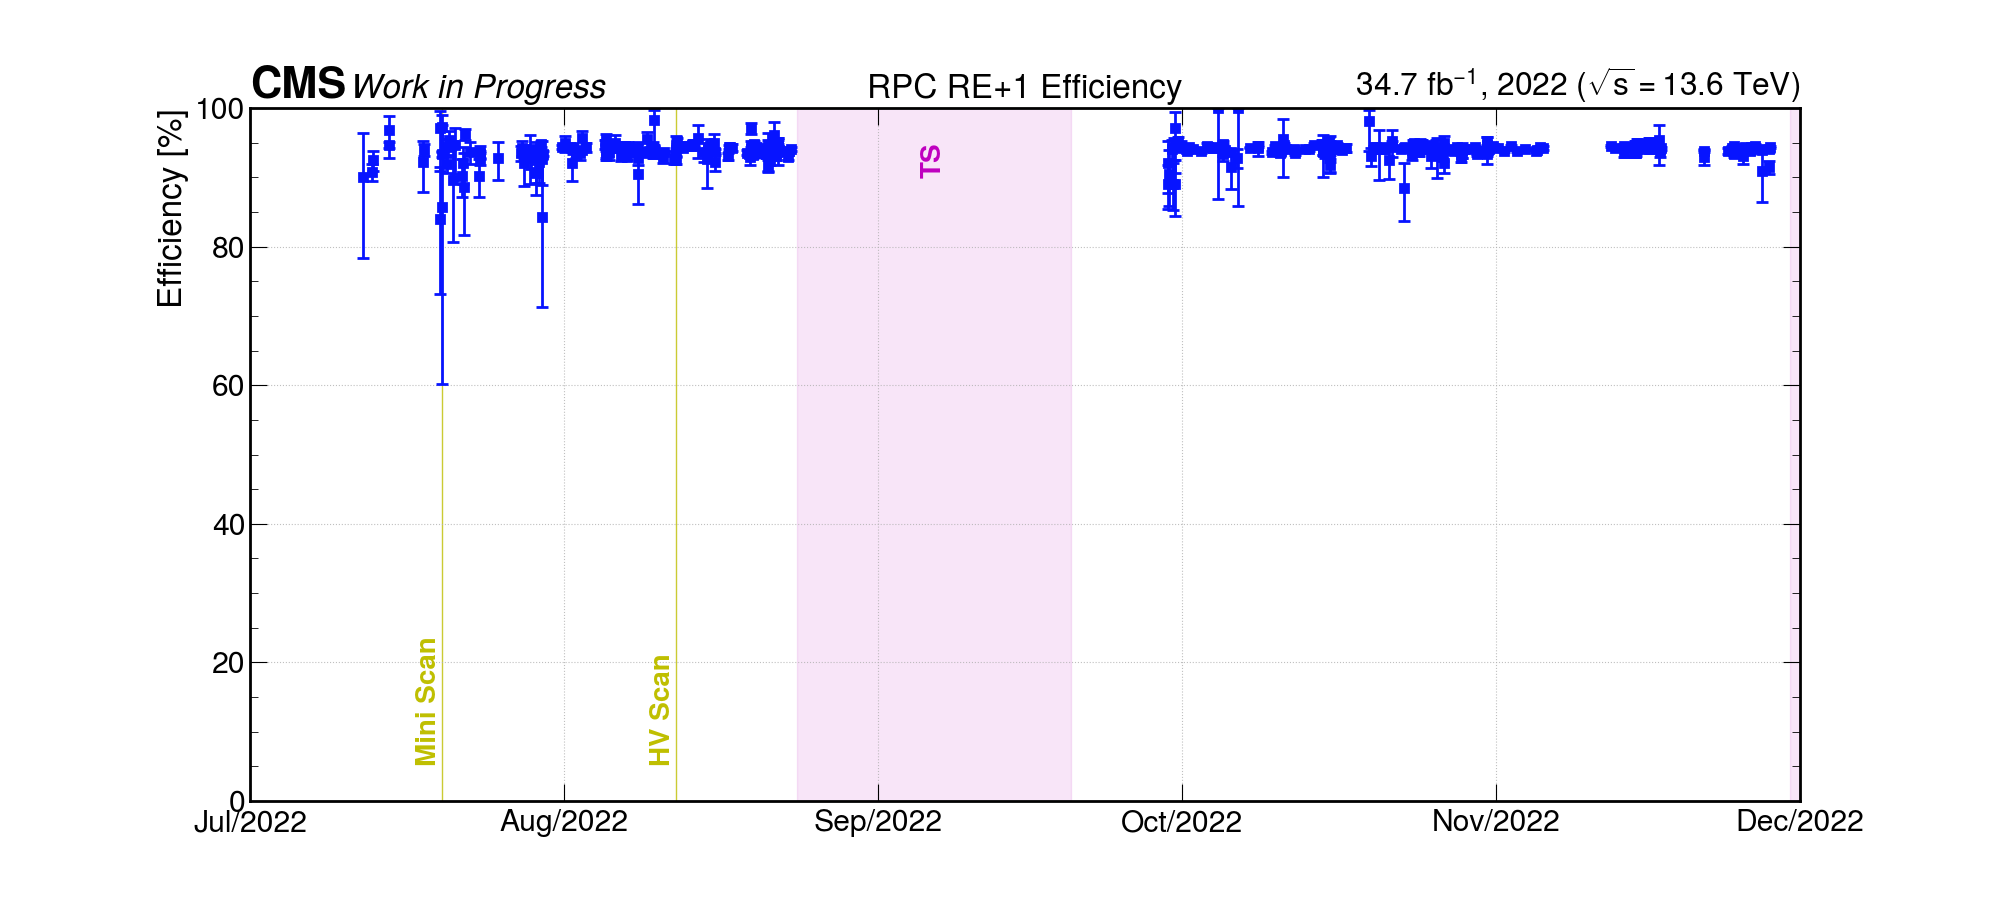 CMS Work in Progress
RPC RE+1 Efficiency
34.7 fb⁻¹, 2022 (√s = 13.6 TeV)
Efficiency [%]
100
80
60
40
20
0
Mini Scan
HV Scan
TS
Jul/2022 Aug/2022 Sep/2022 Oct/2022 Nov/2022 Dec/2022